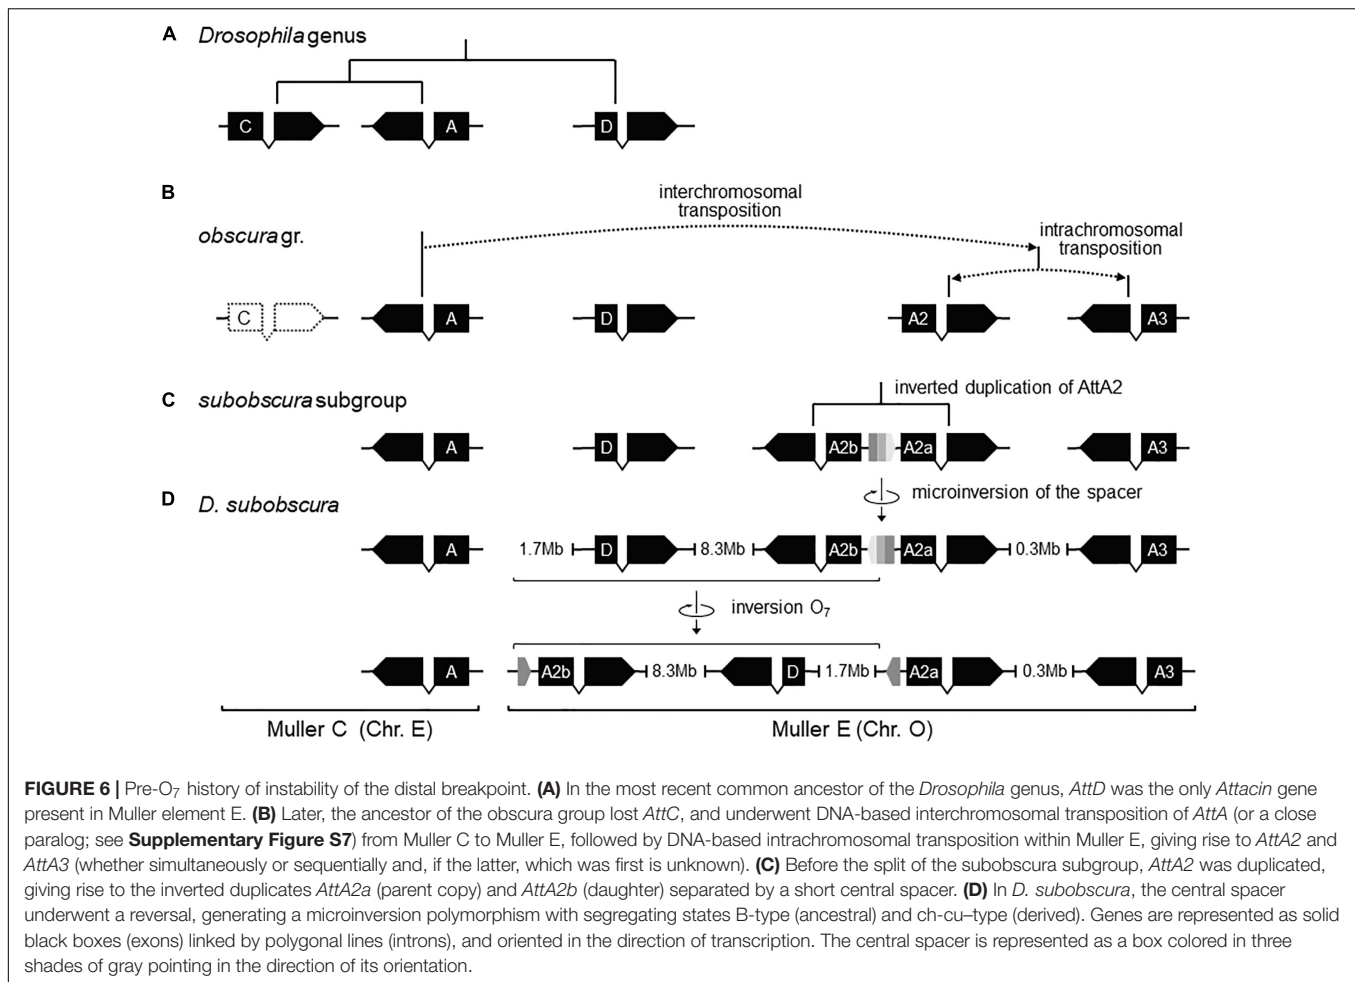 A Drosophila genus
C A D
B interchromosomal
transposition
obscura gr. intrachromosomal
transposition
C A D A2 A3
C subobscura subgroup inverted duplication of AttA2
A D A2b A2a A3
D D. subobscura microinversion of the spacer
A 1.7Mb D 8.3Mb A2b A2a 0.3Mb A3
inversion O7
A A2b 8.3Mb D 1.7Mb A2a 0.3Mb A3
Muller C (Chr. E) Muller E (Chr. O)
FIGURE 6 | Pre-O7 history of instability of the distal breakpoint. (A) In the most recent common ancestor of the Drosophila genus, AttD was the only Attacin gene
present in Muller element E. (B) Later, the ancestor of the obscura group lost AttC, and underwent DNA-based interchromosomal transposition of AttA (or a close
paralog; see Supplementary Figure S7) from Muller C to Muller E, followed by DNA-based intrachromosomal transposition within Muller E, giving rise to AttA2 and
AttA3 (whether simultaneously or sequentially and, if the latter, which was first is unknown). (C) Before the split of the subobscura subgroup, AttA2 was duplicated,
giving rise to the inverted duplicates AttA2a (parent copy) and AttA2b (daughter) separated by a short central spacer. (D) In D. subobscura, the central spacer
underwent a reversal, generating a microinversion polymorphism with segregating states B-type (ancestral) and ch-cu–type (derived). Genes are represented as solid
black boxes (exons) linked by polygonal lines (introns), and oriented in the direction of transcription. The central spacer is represented as a box colored in three
shades of gray pointing in the direction of its orientation.